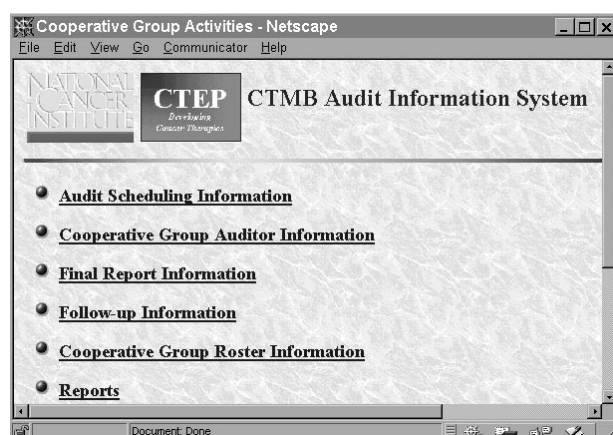 Cooperative Group Activities - Netscape
File Edit View Go Communicator Help
NATIONAL
CANCER
INSTITUTE
CTEP
Developing
Cancer Therapies
CTMB Audit Information System
Audit Scheduling Information
Cooperative Group Auditor Information
Final Report Information
Follow-up Information
Cooperative Group Roster Information
Reports
Document: Done